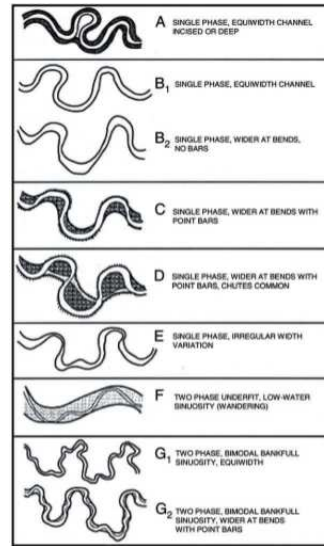 A SINGLE PHASE, EQUIWIDTH CHANNEL
INCISED OR DEEP
B1 SINGLE PHASE, EQUIWIDTH CHANNEL
B2 SINGLE PHASE, WIDER AT BENDS,
NO BARS
C SINGLE PHASE, WIDER AT BENDS WITH
POINT BARS
D SINGLE PHASE, WIDER AT BENDS WITH
POINT BARS, CHUTES COMMON
E SINGLE PHASE, IRREGULAR WIDTH
VARIATION
F TWO PHASE UNDERFIT, LOW-WATER
SINUOSITY (WANDERING)
G1 TWO PHASE, BIMODAL BANKFULL
SINUOSITY, EQUIWIDTH
G2 TWO PHASE, BIMODAL BANKFULL
SINUOSITY, WIDER AT BENDS
WITH POINT BARS